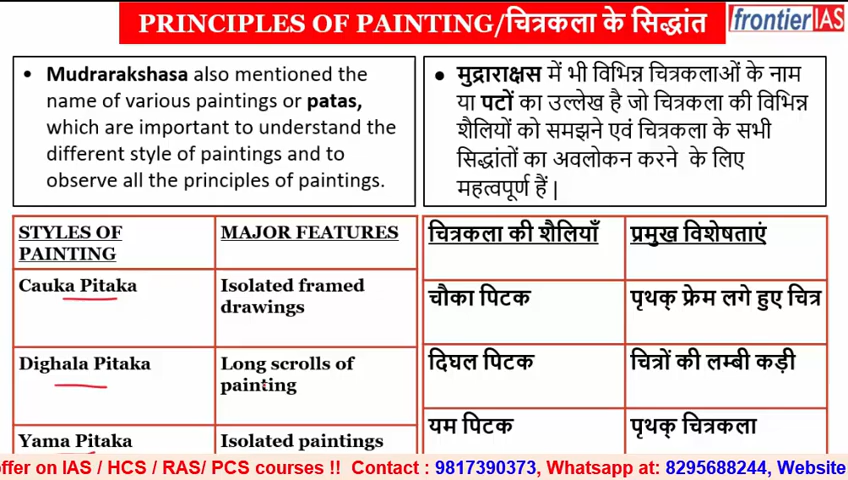 PRINCIPLES OF PAINTING/चित्रकला के सिद्धांत
frontierIAS
• Mudrarakshasa also mentioned the
name of various paintings or patas,
which are important to understand the
different style of paintings and to
observe all the principles of paintings.
• मुद्राराक्षस में भी विभिन्न चित्रकलाओं के नाम
या पटों का उल्लेख है जो चित्रकला की विभिन्न
शैलियों को समझने एवं चित्रकला के सभी
सिद्धांतों का अवलोकन करने के लिए
महत्वपूर्ण हैं |
STYLES OF
PAINTING
MAJOR FEATURES
Cauka Pitaka
Isolated framed
drawings
Dighala Pitaka
Long scrolls of
painting
Yama Pitaka
Isolated paintings
चित्रकला की शैलियाँ
प्रमुख विशेषताएं
चौका पिटक
पृथक् फ्रेम लगे हुए चित्र
दिघल पिटक
चित्रों की लम्बी कड़ी
यम पिटक
पृथक् चित्रकला
offer on IAS / HCS / RAS/ PCS courses !! Contact : 9817390373, Whatsapp at: 8295688244, Website